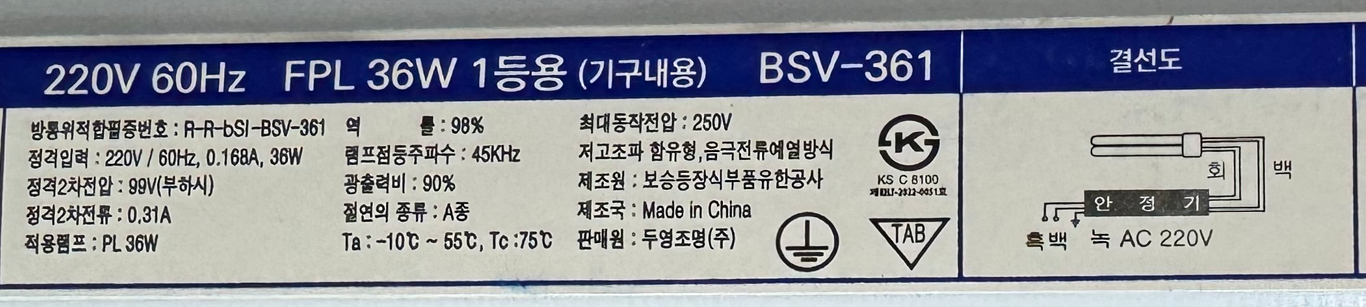 220V 60Hz FPL 36W 1등용 (기구내용) BSV-361
결선도
방통위적합필증번호 : R-R-bSI-BSV-361
정격입력 : 220V / 60Hz, 0.168A, 36W
정격2차전압 : 99V(부하시)
정격2차전류 : 0.31A
적용램프 : PL 36W
역 률 : 98%
램프점등주파수 : 45KHz
광출력비 : 90%
절연의 종류 : A종
Ta : -10℃ ~ 55℃, Tc :75℃
최대동작전압 : 250V
저고조파 함유형, 음극전류예열방식
제조원 : 보승등장식부품유한공사
제조국 : Made in China
판매원 : 두영조명(주)
K
KS C 8100
TAB
회 백
안 정 기
흑백 녹 AC 220V